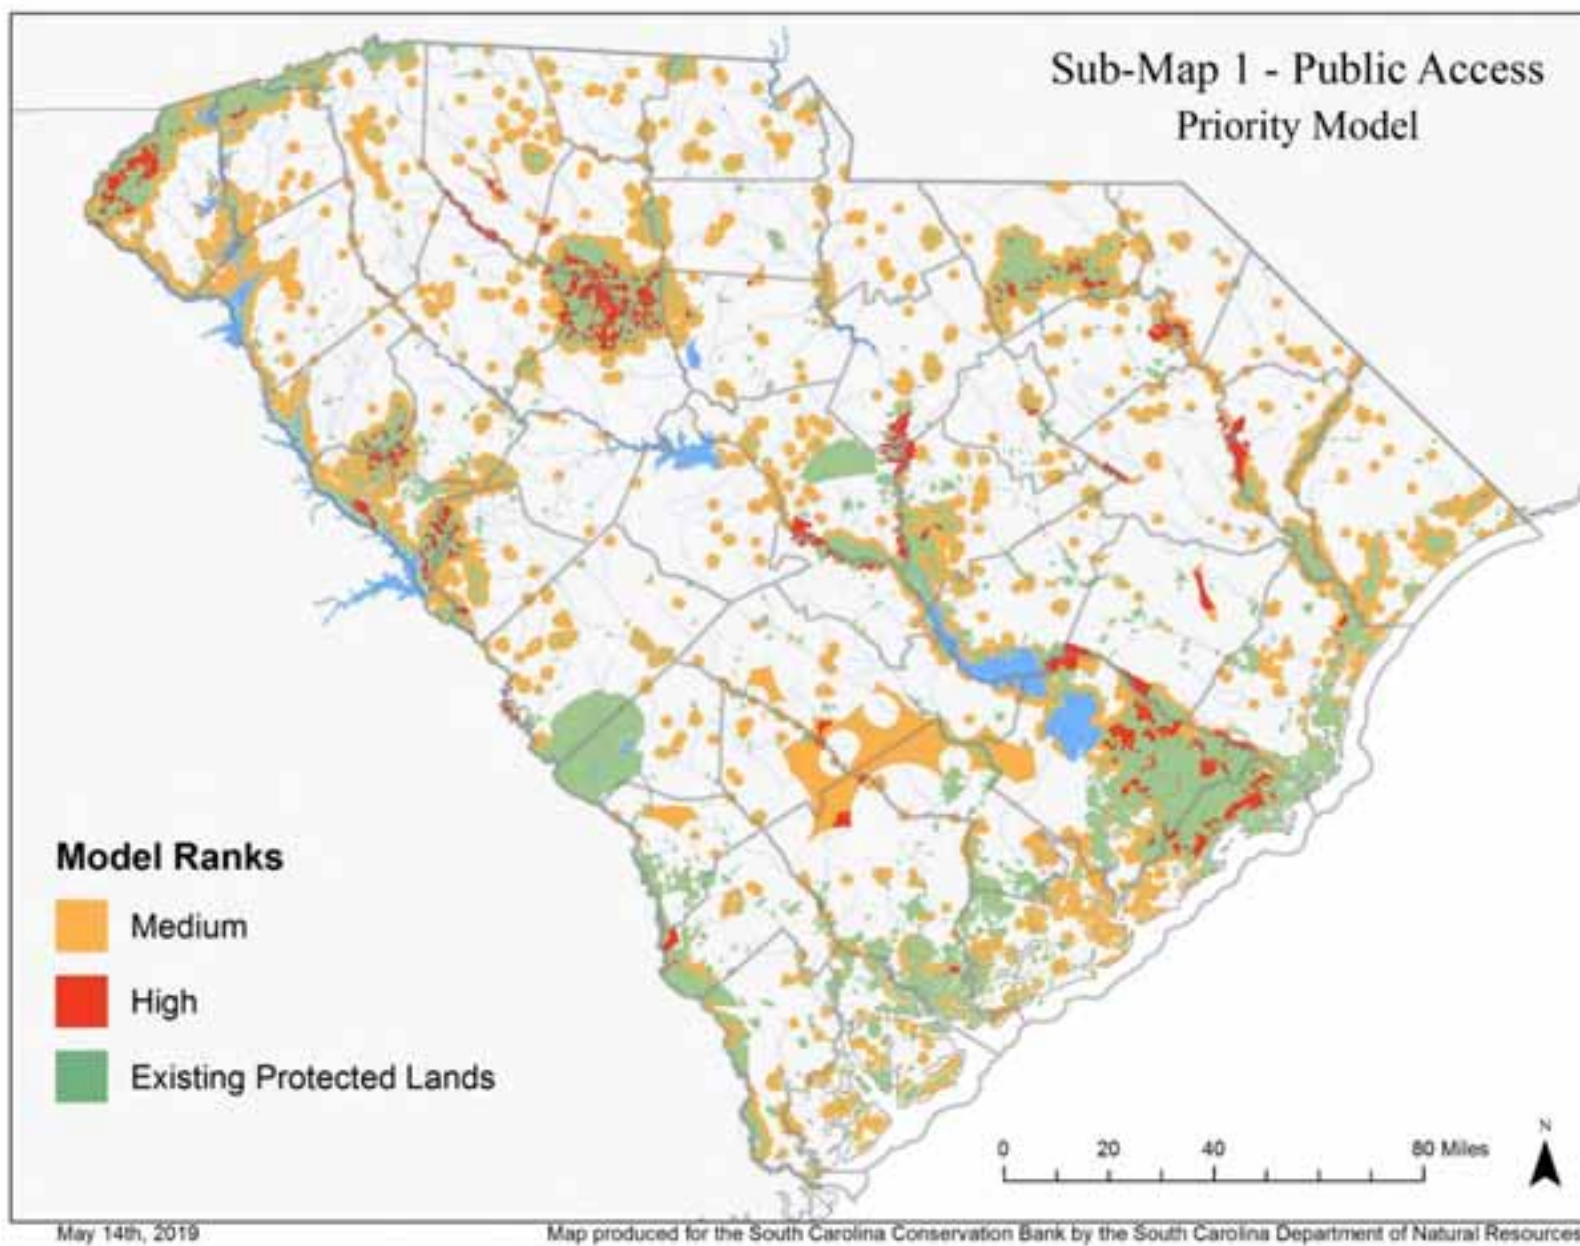 Sub-Map 1 - Public Access
Priority Model
Model Ranks
Medium
High
Existing Protected Lands
N
0 20 40 80 Miles
May 14th, 2019 Map produced for the South Carolina Conservation Bank by the South Carolina Department of Natural Resources